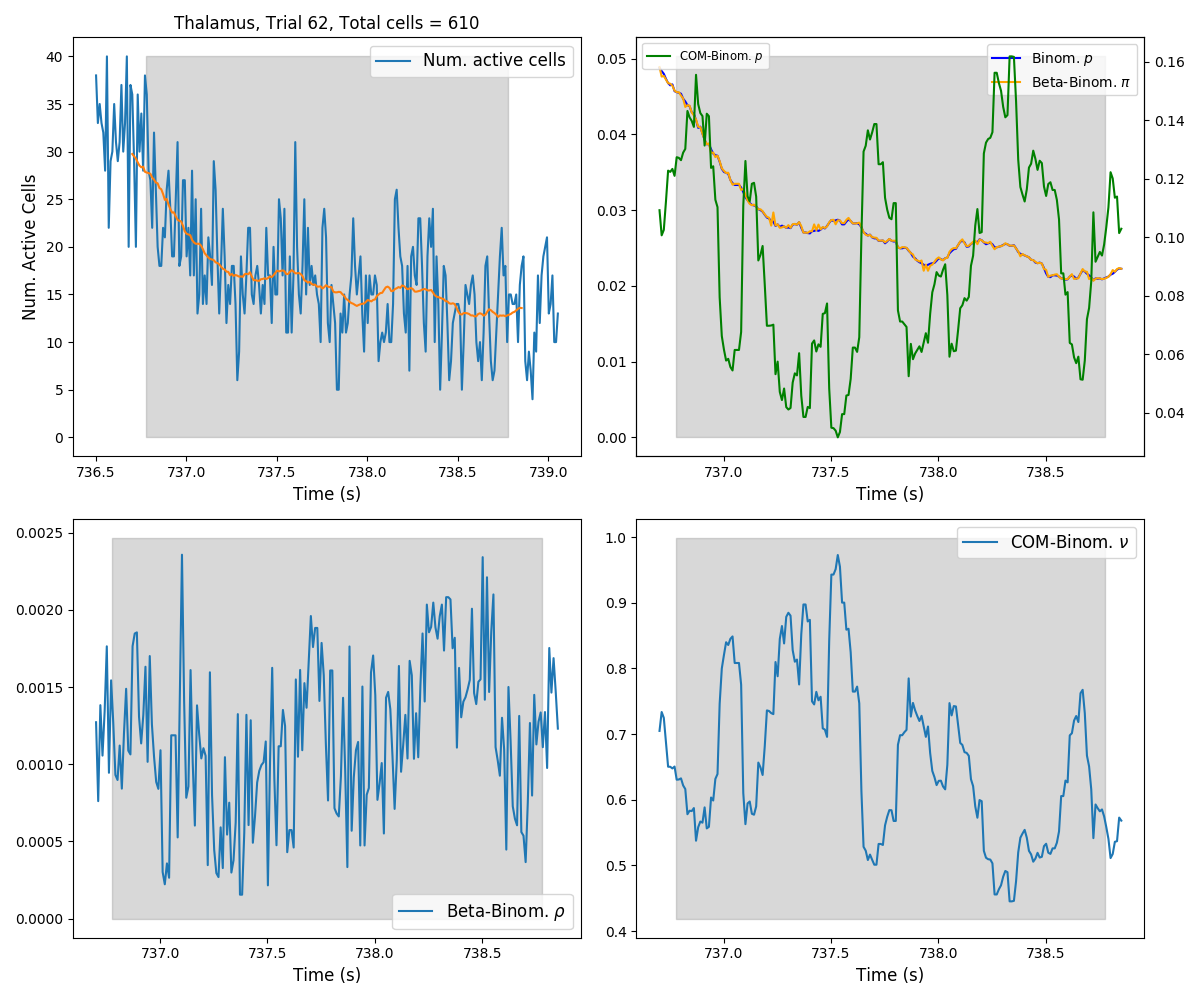 Thalamus, Trial 62, Total cells = 610
Num. Active Cells
40
35
30
25
20
15
10
5
0
Num. active cells
736.5 737.0 737.5 738.0 738.5 739.0
Time (s)
0.05
0.04
0.03
0.02
0.01
0.00
COM-Binom. p
Binom. p
Beta-Binom. π
0.16
0.14
0.12
0.10
0.08
0.06
0.04
737.0 737.5 738.0 738.5
Time (s)
0.0025
0.0020
0.0015
0.0010
0.0005
0.0000
Beta-Binom. ρ
737.0 737.5 738.0 738.5
Time (s)
1.0
0.9
0.8
0.7
0.6
0.5
0.4
COM-Binom. ν
737.0 737.5 738.0 738.5
Time (s)